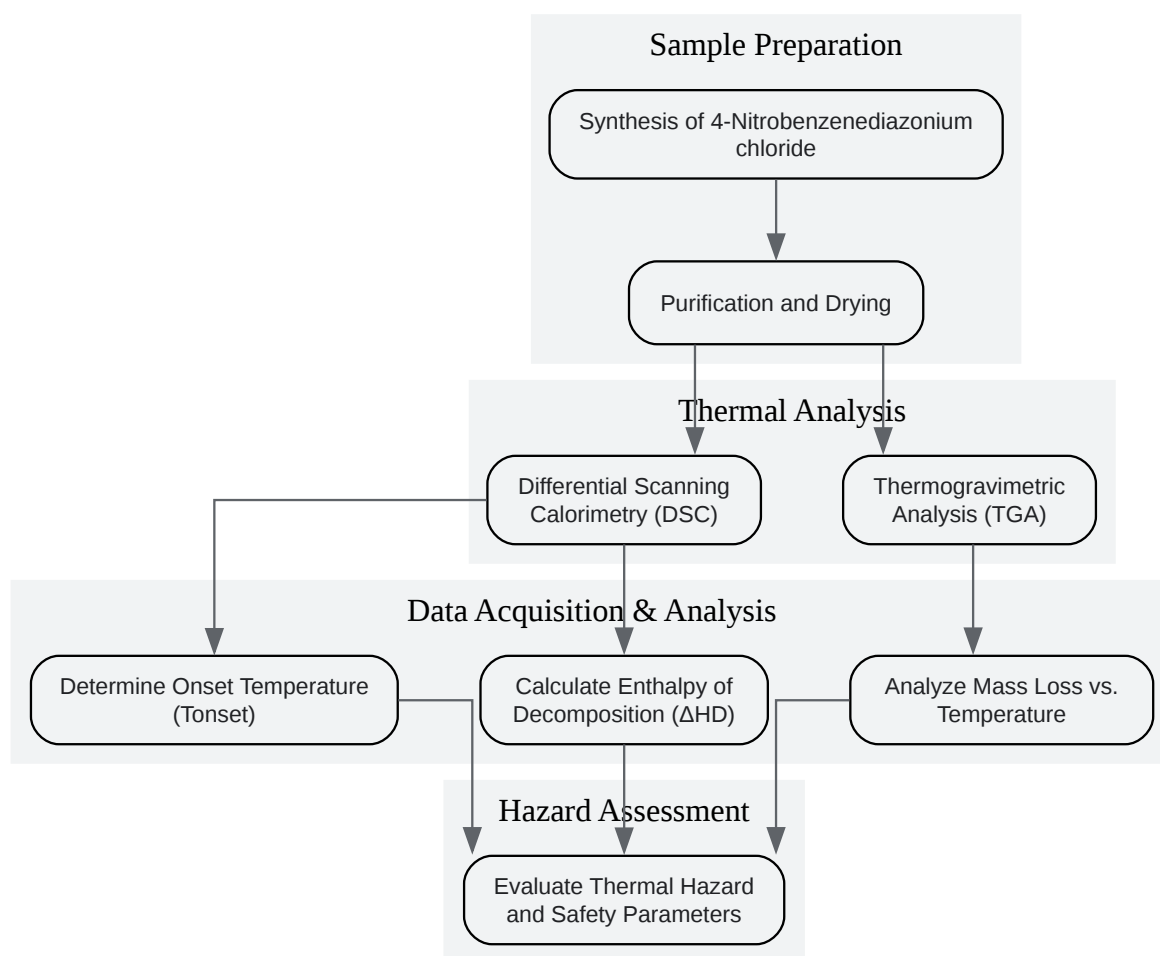 Sample Preparation
Synthesis of 4-Nitrobenzenediazonium
chloride
Purification and Drying
Thermal Analysis
Differential Scanning
Calorimetry (DSC)
Thermogravimetric
Analysis (TGA)
Data Acquisition & Analysis
Determine Onset Temperature
(Tonset)
Calculate Enthalpy of
Decomposition (ΔHD)
Analyze Mass Loss vs.
Temperature
Hazard Assessment
Evaluate Thermal Hazard
and Safety Parameters